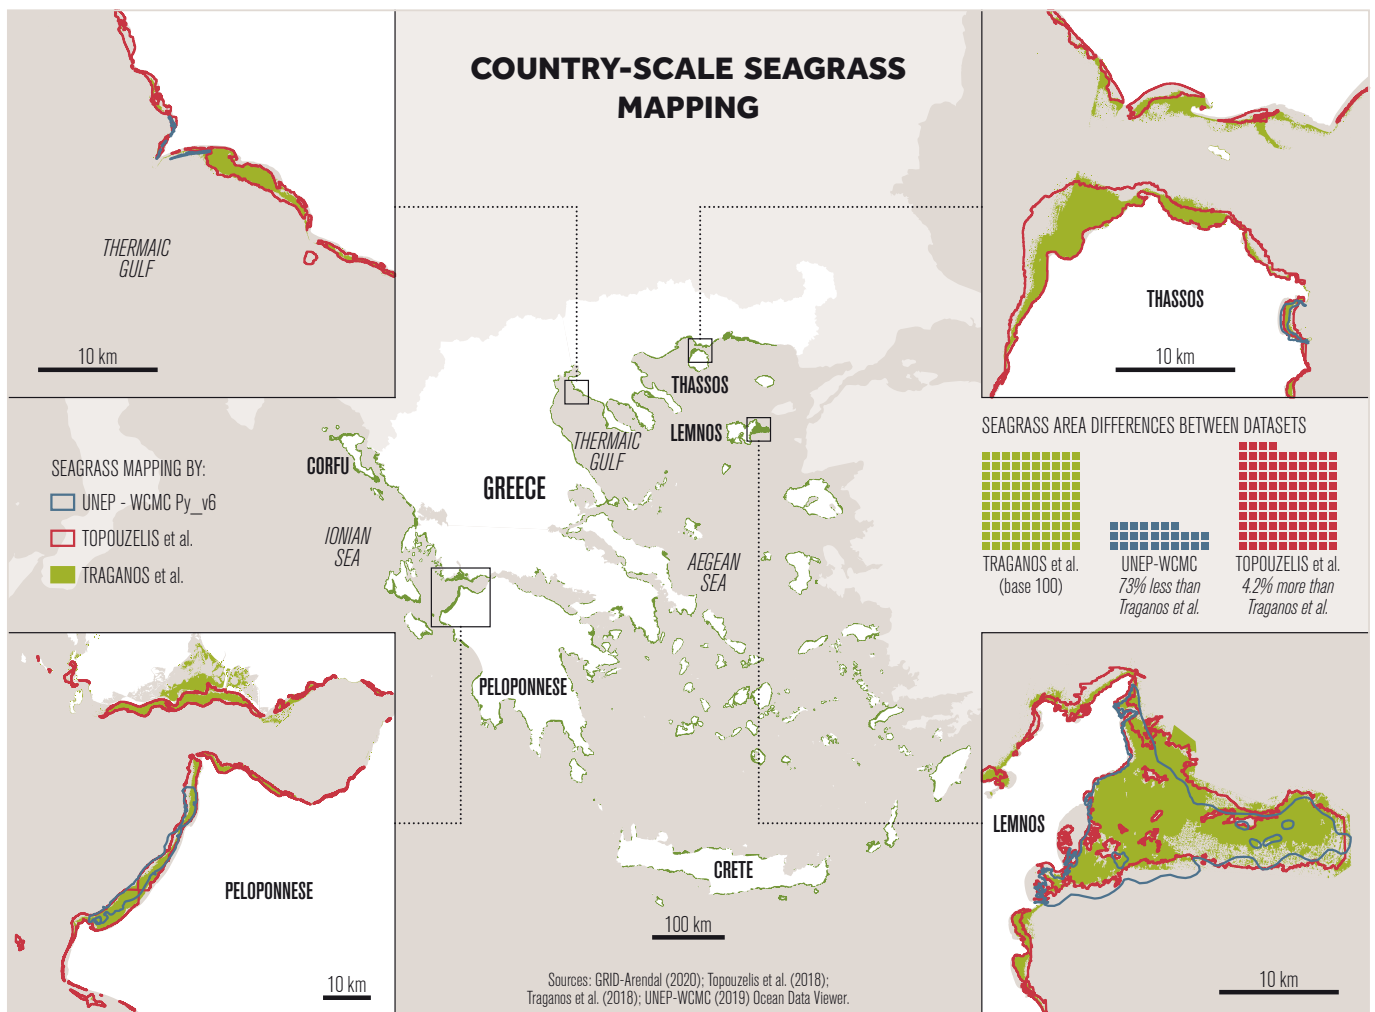 COUNTRY-SCALE SEAGRASS
MAPPING
THERMAIC
GULF
10 km
THASSOS
10 km
SEAGRASS MAPPING BY:
UNEP - WCMC Py_v6
TOPOUZELIS et al.
TRAGANOS et al.
CORFU
IONIAN
SEA
GREECE
THERMAIC
GULF
THASSOS
LEMNOS
AEGEAN
SEA
PELOPONNESE
CRETE
100 km
SEAGRASS AREA DIFFERENCES BETWEEN DATASETS
TRAGANOS et al.
(base 100)
UNEP-WCMC
73% less than
Traganos et al.
TOPOUZELIS et al.
4.2% more than
Traganos et al.
PELOPONNESE
10 km
LEMNOS
10 km
Sources: GRID-Arendal (2020); Topouzelis et al. (2018);
Traganos et al. (2018); UNEP-WCMC (2019) Ocean Data Viewer.